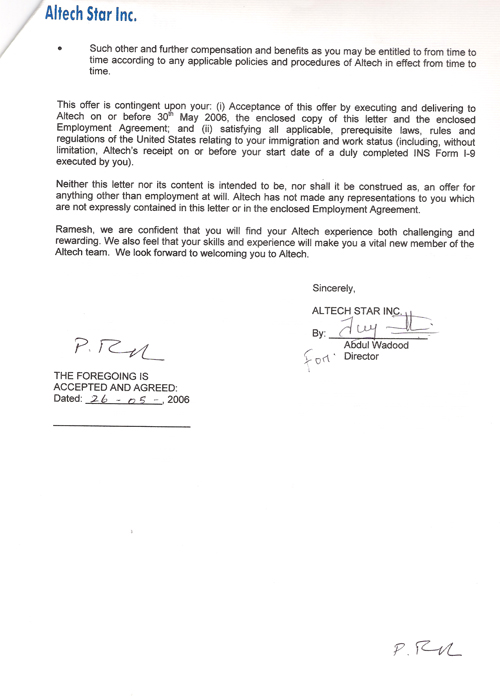 Altech Star Inc.
• Such other and further compensation and benefits as you may be entitled to from time to
time according to any applicable policies and procedures of Altech in effect from time to
time.
This offer is contingent upon your: (i) Acceptance of this offer by executing and delivering to
Altech on or before 30th May 2006, the enclosed copy of this letter and the enclosed
Employment Agreement; and (ii) satisfying all applicable, prerequisite laws, rules and
regulations of the United States relating to your immigration and work status (including, without
limitation, Altech's receipt on or before your start date of a duly completed INS Form I-9
executed by you).
Neither this letter nor its content is intended to be, nor shall it be construed as, an offer for
anything other than employment at will. Altech has not made any representations to you which
are not expressly contained in this letter or in the enclosed Employment Agreement.
Ramesh, we are confident that you will find your Altech experience both challenging and
rewarding. We also feel that your skills and experience will make you a vital new member of the
Altech team. We look forward to welcoming you to Altech.
Sincerely,
ALTECH STAR INC.
By:
Abdul Wadood
For: Director
THE FOREGOING IS
ACCEPTED AND AGREED:
Dated: 26 - 05 -, 2006